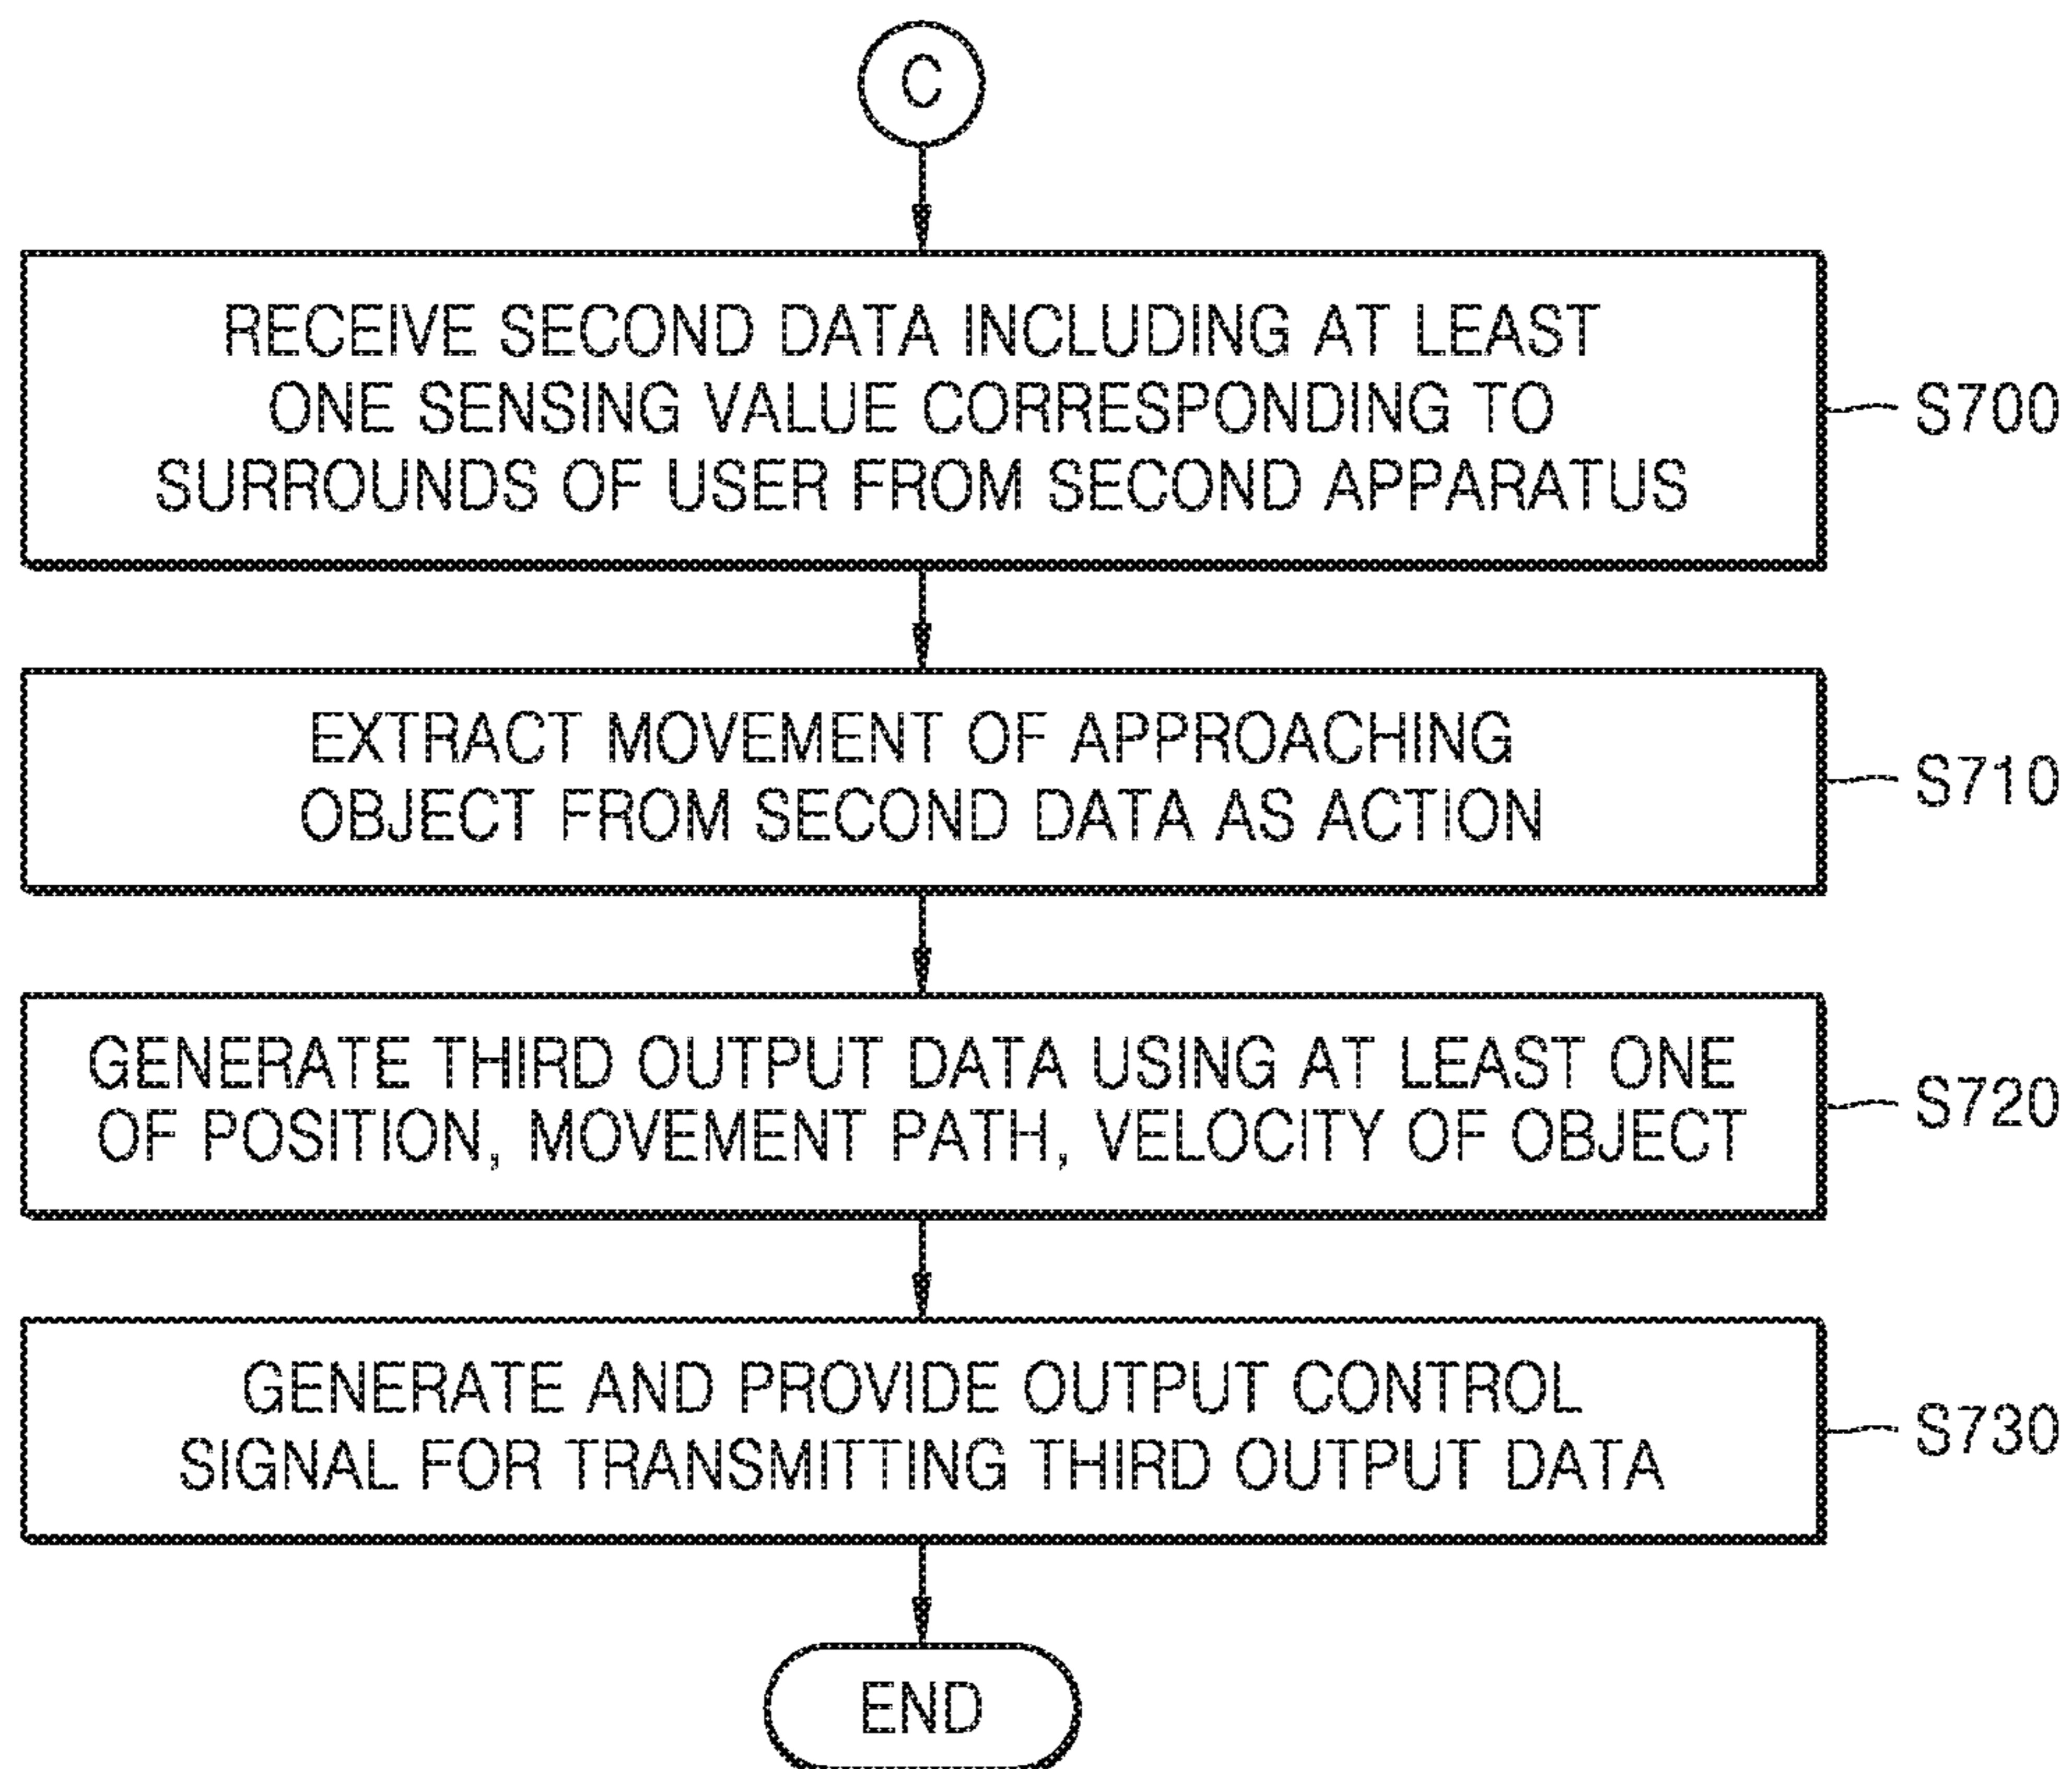 C
RECEIVE SECOND DATA INCLUDING AT LEAST
ONE SENSING VALUE CORRESPONDING TO
SURROUNDS OF USER FROM SECOND APPARATUS
S700
EXTRACT MOVEMENT OF APPROACHING
OBJECT FROM SECOND DATA AS ACTION
S710
GENERATE THIRD OUTPUT DATA USING AT LEAST ONE
OF POSITION, MOVEMENT PATH, VELOCITY OF OBJECT
S720
GENERATE AND PROVIDE OUTPUT CONTROL
SIGNAL FOR TRANSMITTING THIRD OUTPUT DATA
S730
END